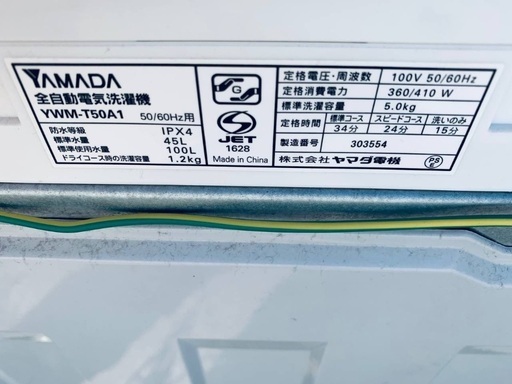 YAMADA
全自動電気洗濯機
YWM-T50A1 50/60Hz用
防水等級 IPX4
標準水量 45L
標準使用水量 100L
ドライコース時の洗濯容量 1.2kg
G
JET
1628
Made in China
定格電圧・周波数 100V 50/60Hz
定格消費電力 360/410 W
標準洗濯容量 5.0kg
定格時間 標準コース 34分 スピードコース 24分 洗いのみ 15分
製造番号 303554
株式会社 ヤマダ電機
PS E